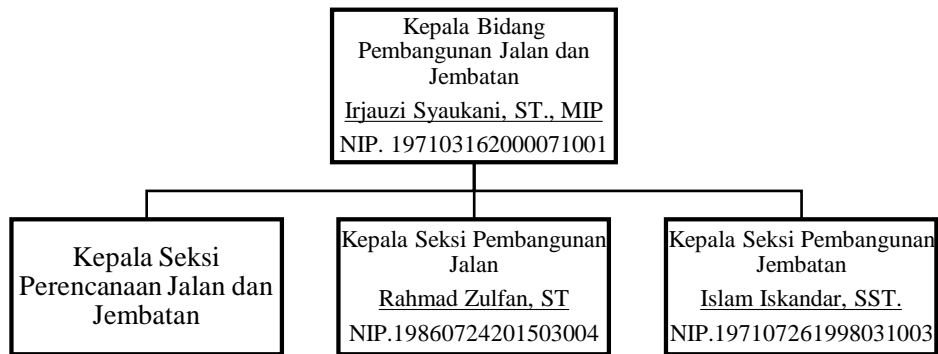 Kepala Bidang
Pembangunan Jalan dan
Jembatan
Irjauzi Syaukani, ST., MIP
NIP. 197103162000071001
Kepala Seksi
Perencanaan Jalan dan
Jembatan
Kepala Seksi Pembangunan
Jalan
Rahmad Zulfan, ST
NIP.19860724201503004
Kepala Seksi Pembangunan
Jembatan
Islam Iskandar, SST.
NIP.197107261998031003